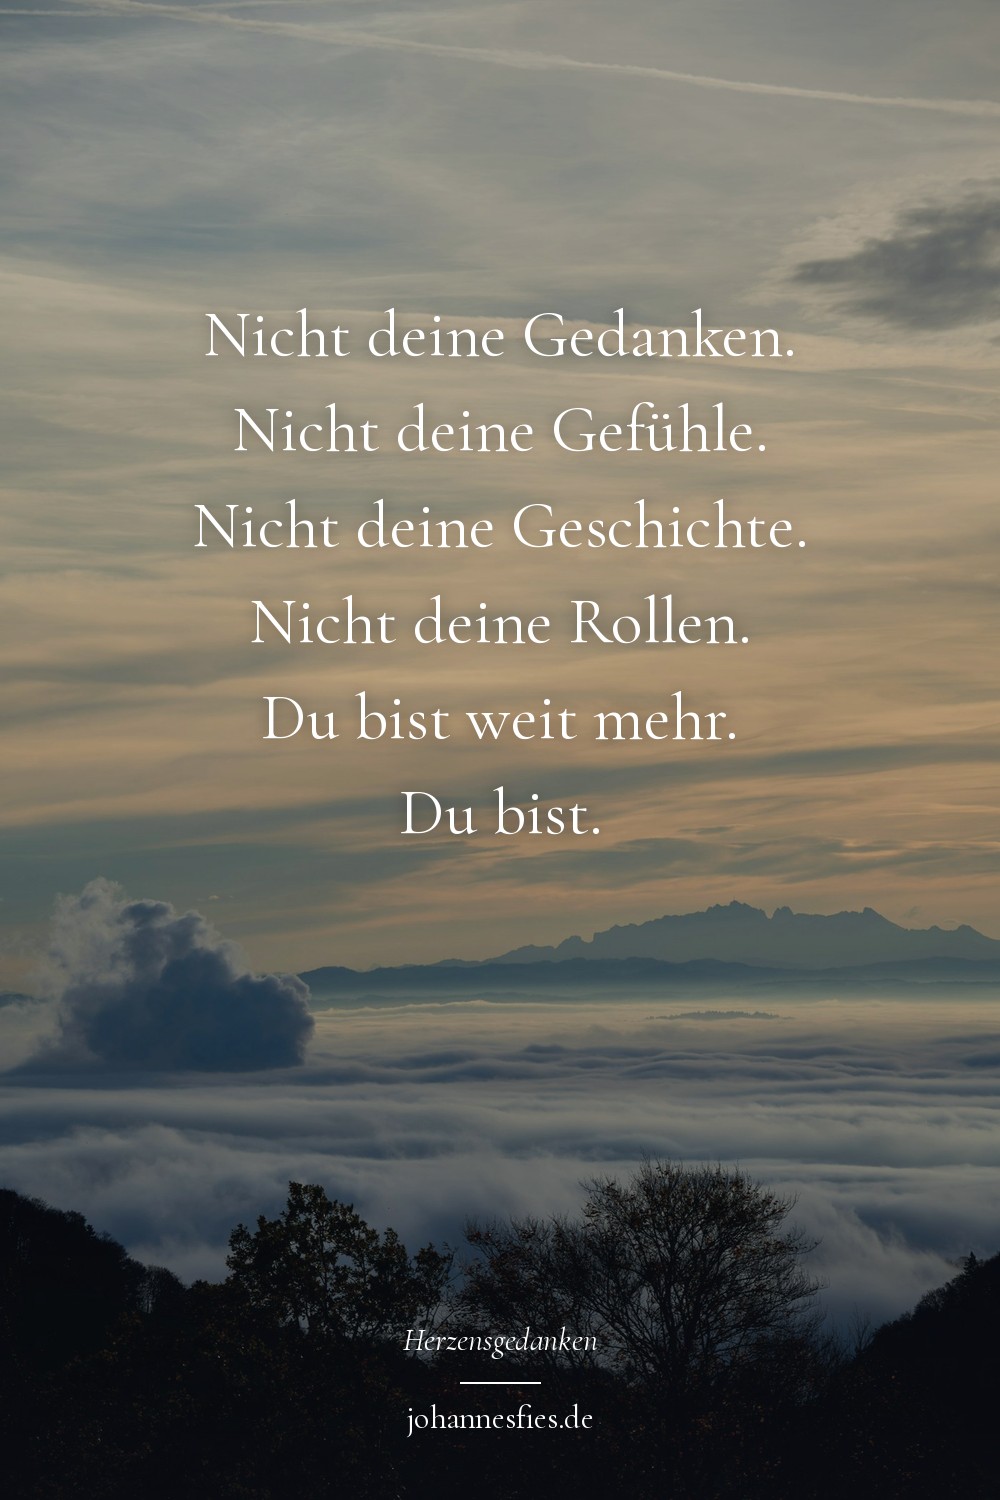 Nicht deine Gedanken.
Nicht deine Gefühle.
Nicht deine Geschichte.
Nicht deine Rollen.
Du bist weit mehr.
Du bist.
Herzensgedanken
johannesfies.de